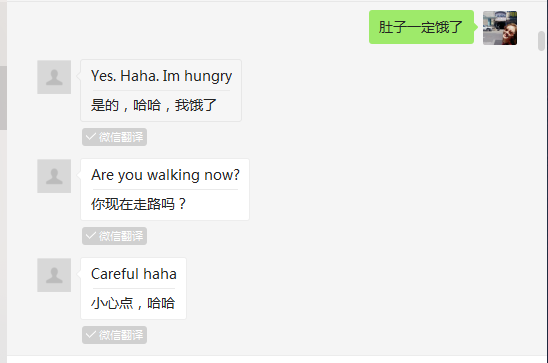 肚子一定饿了
Yes. Haha. Im hungry
是的，哈哈，我饿了
微信翻译
Are you walking now?
你现在走路吗？
微信翻译
Careful haha
小心点，哈哈
微信翻译